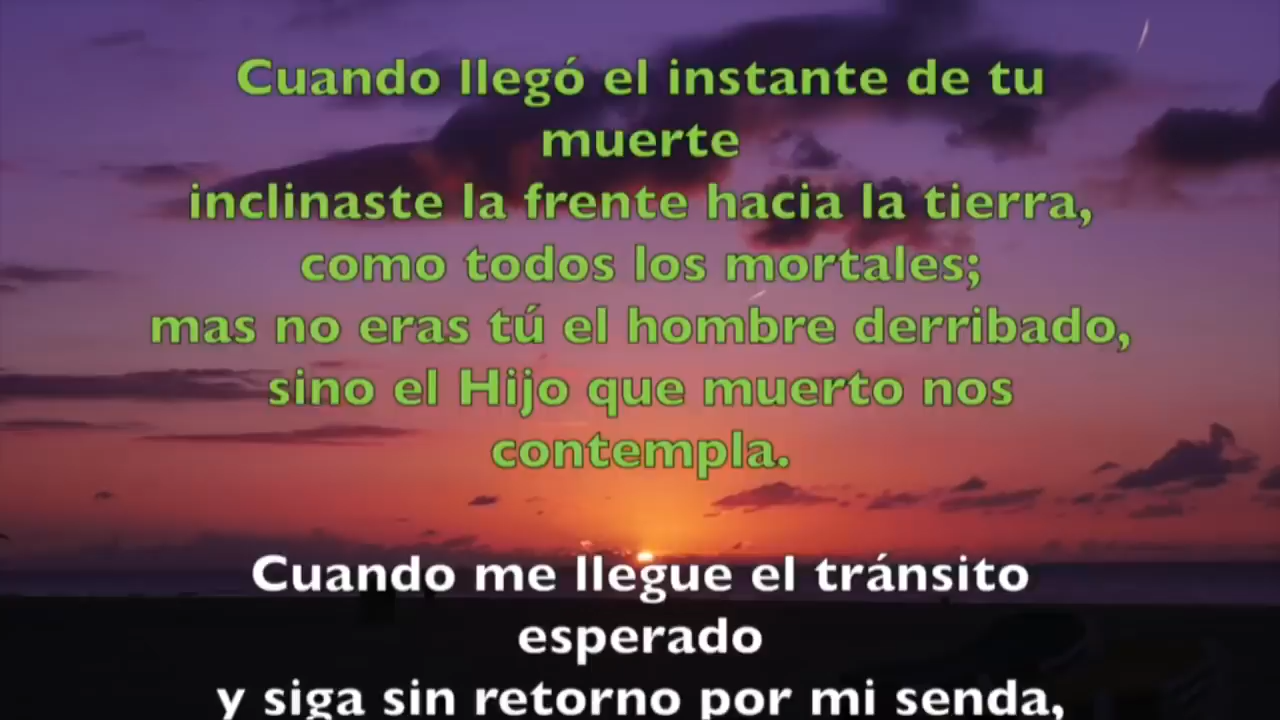 Cuando llegó el instante de tu
muerte
inclinaste la frente hacia la tierra,
como todos los mortales;
mas no eras tú el hombre derribado,
sino el Hijo que muerto nos
contempla.
Cuando me llegue el tránsito
esperado
y siga sin retorno por mi senda,